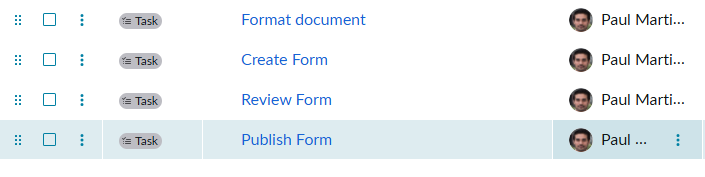 Task Format document Paul Marti...
Task Create Form Paul Marti...
Task Review Form Paul Marti...
Task Publish Form Paul ...